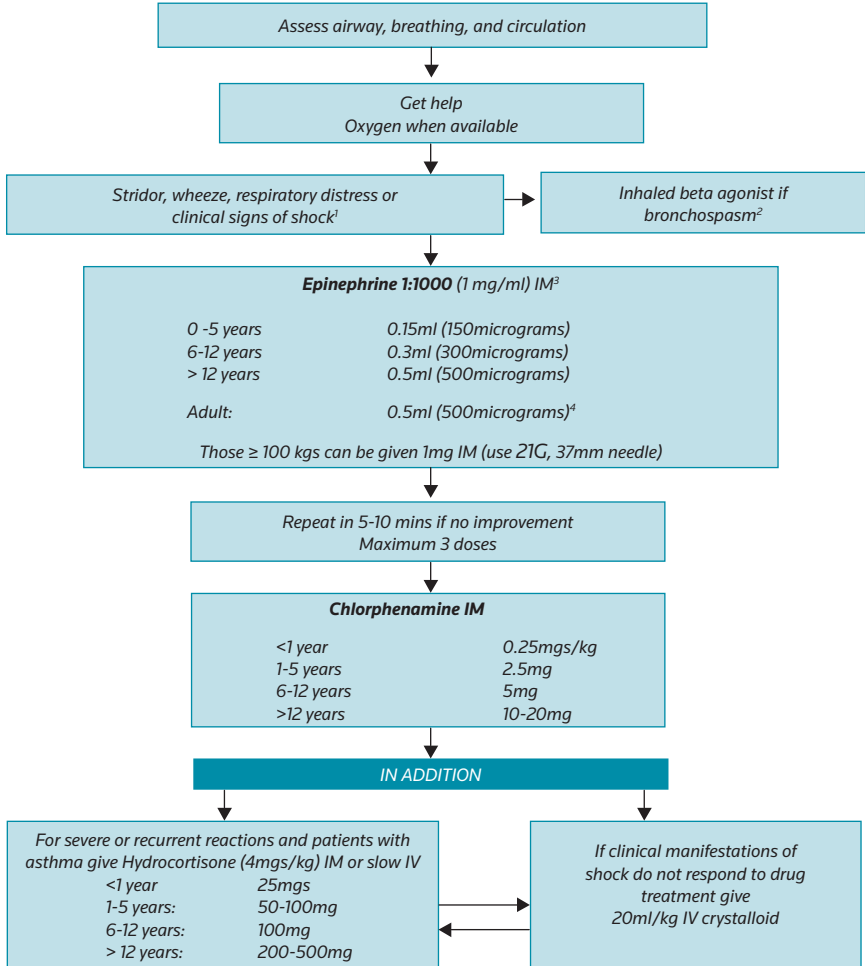 Assess airway, breathing, and circulation
Get help
Oxygen when available
Stridor, wheeze, respiratory distress or
clinical signs of shock¹
Inhaled beta agonist if
bronchospasm²
Epinephrine 1:1000 (1 mg/ml) IM³
0 -5 years 0.15ml (150micrograms)
6-12 years 0.3ml (300micrograms)
> 12 years 0.5ml (500micrograms)
Adult: 0.5ml (500micrograms)⁴
Those ≥ 100 kgs can be given 1mg IM (use 21G, 37mm needle)
Repeat in 5-10 mins if no improvement
Maximum 3 doses
Chlorphenamine IM
<1 year 0.25mgs/kg
1-5 years 2.5mg
6-12 years 5mg
>12 years 10-20mg
IN ADDITION
For severe or recurrent reactions and patients with
asthma give Hydrocortisone (4mgs/kg) IM or slow IV
<1 year 25mgs
1-5 years: 50-100mg
6-12 years: 100mg
> 12 years: 200-500mg
If clinical manifestations of
shock do not respond to drug
treatment give
20ml/kg IV crystalloid